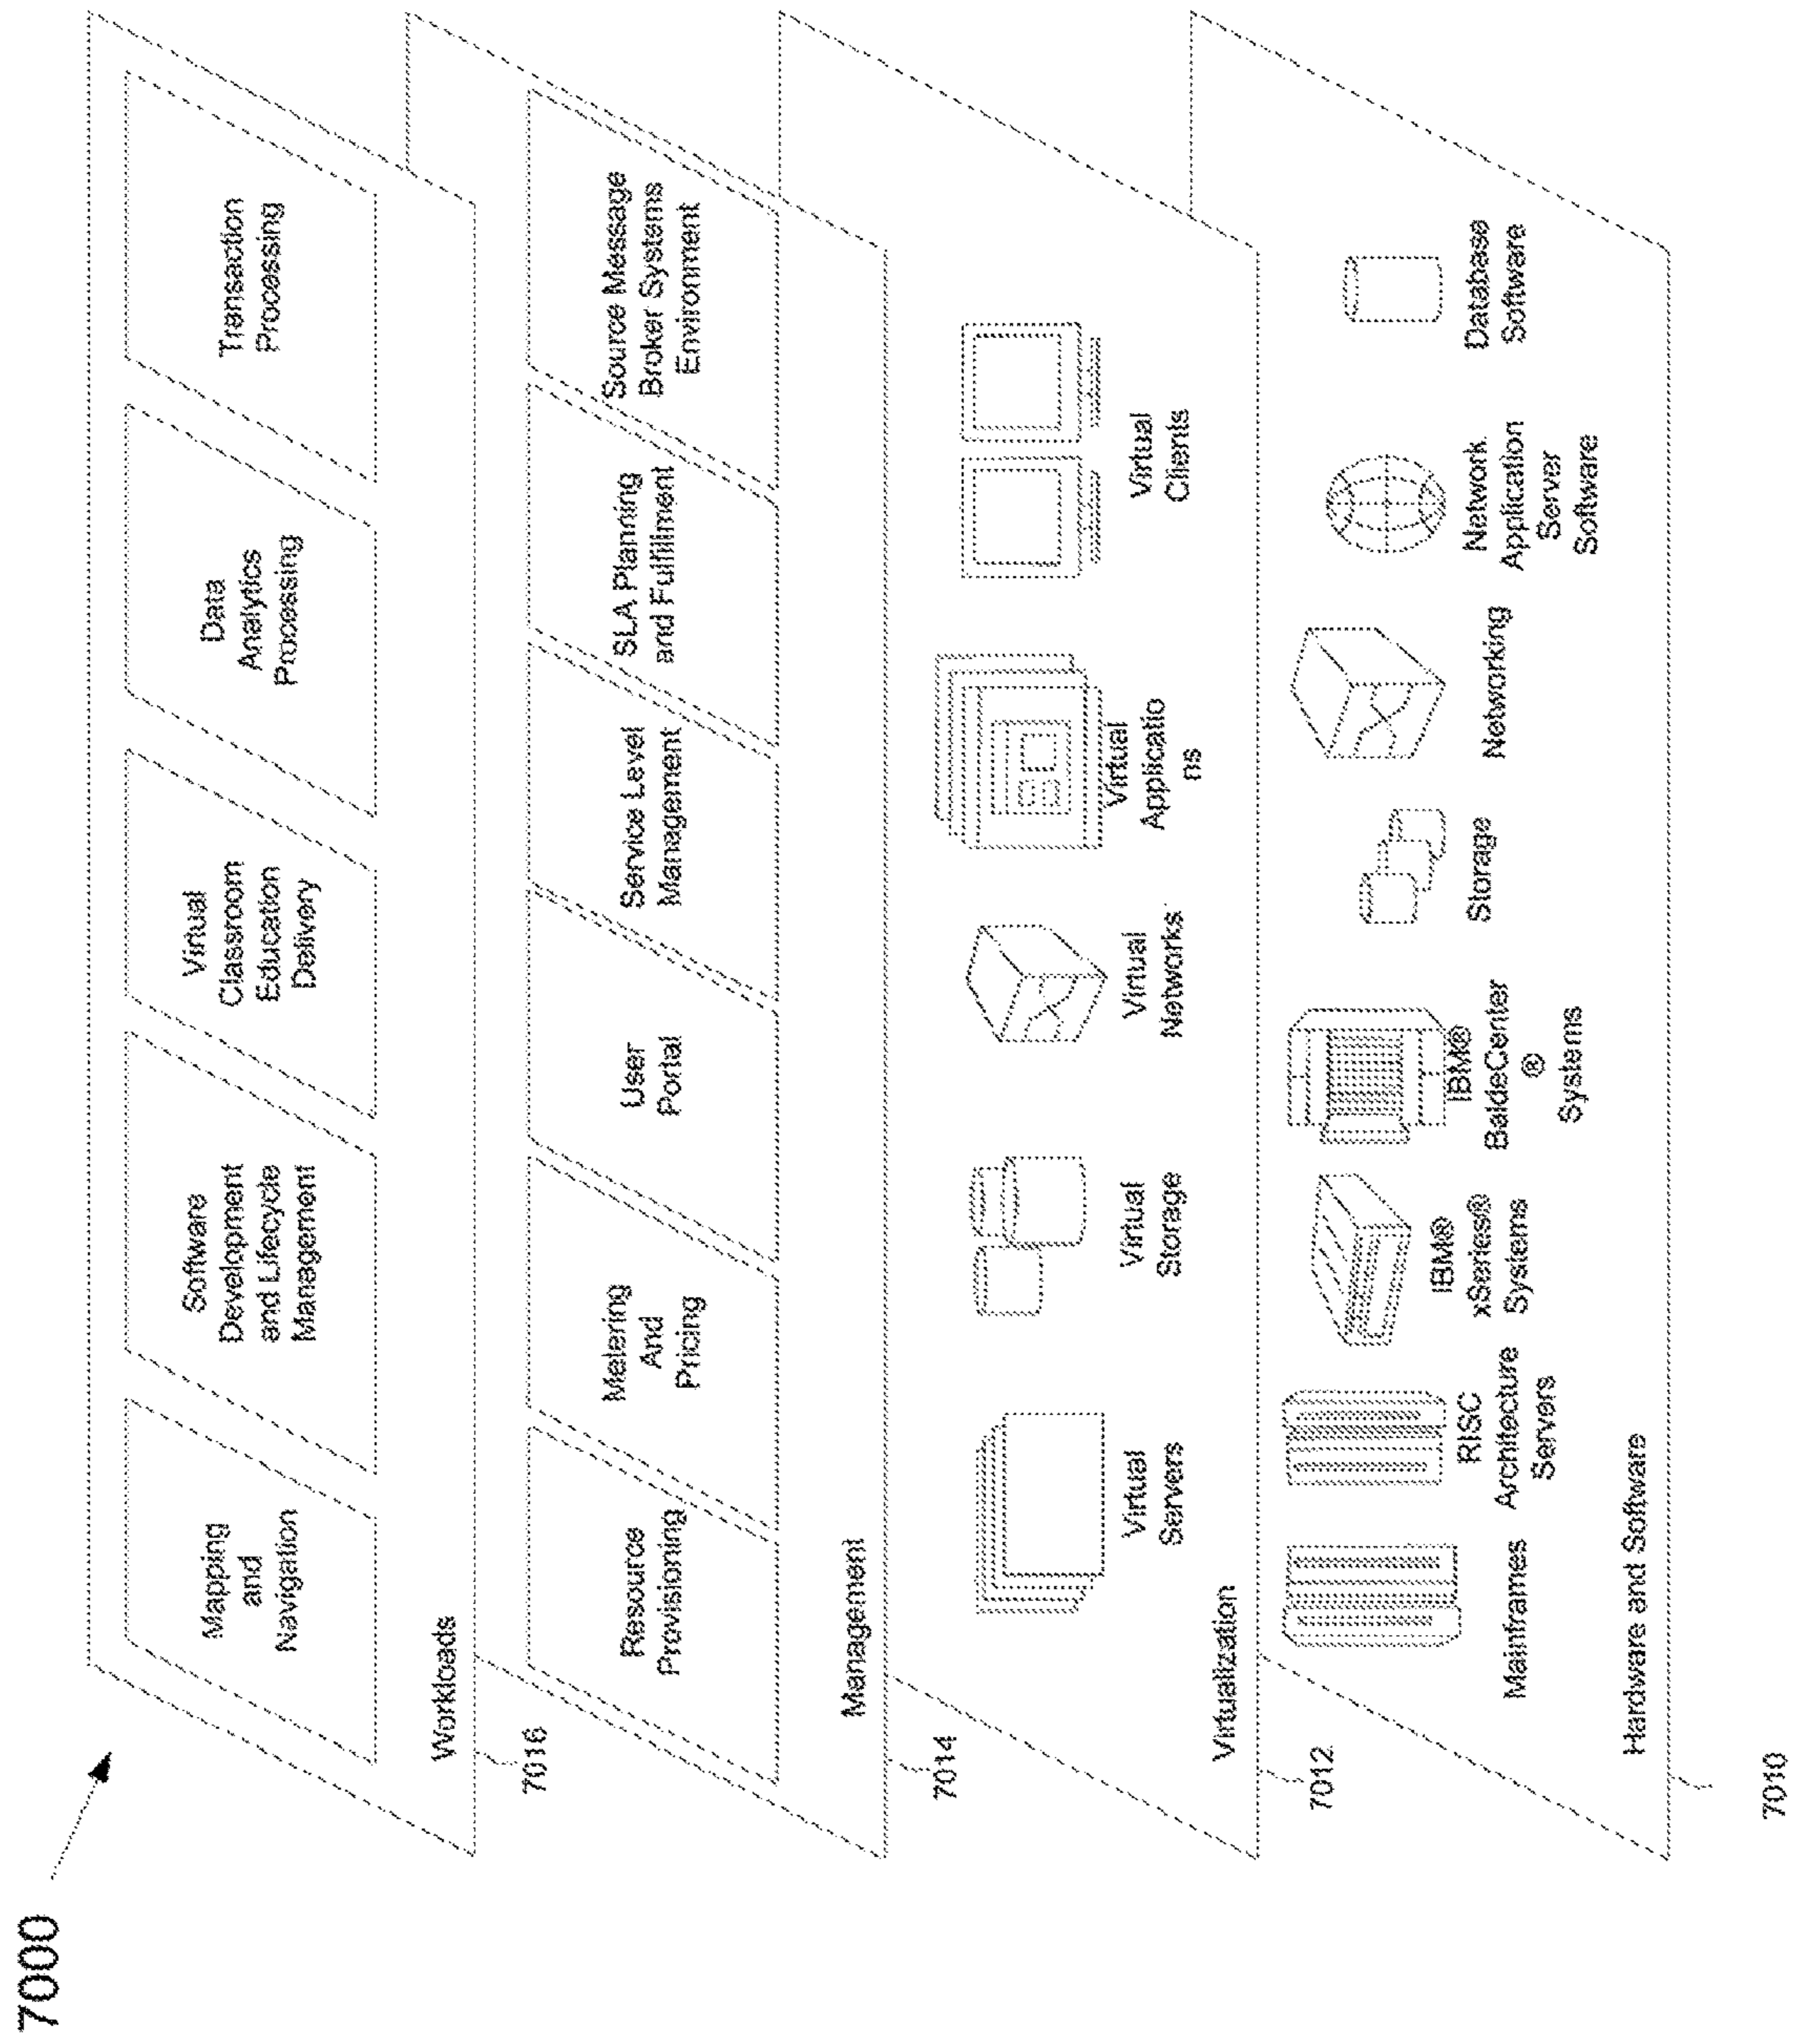 7000
Mapping
and
Navigation
Software
Development
and Lifecycle
Management
Virtual
Classroom
Education
Delivery
Data
Analytics
Processing
Transaction
Processing
Workloads
7016
Resource
Provisioning
Metering
And
Pricing
User
Portal
Service Level
Management
SLA Planning
and Fulfillment
Source Message
Broker Systems
Environment
Management
7014
Virtual
Servers
Virtual
Storage
Virtual
Networks
Virtual
Applicatio
ns
Virtual
Clients
Virtualization
7012
Mainframes
RISC
Architecture
Servers
IBM®
xSeries®
Systems
IBM®
BaldeCenter
®
Systems
Storage
Networking
Network
Application
Server
Software
Database
Software
Hardware and Software
7010